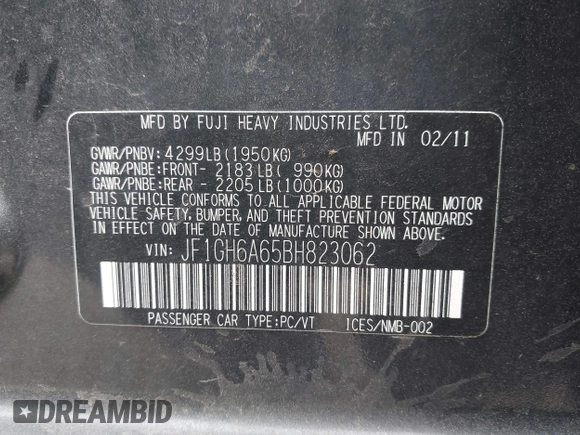 MFD BY FUJI HEAVY INDUSTRIES LTD.
MFD IN 02/11
GVWR/PNBV: 4299LB(1950KG)
GAWR/PNBE:FRONT- 2183LB( 990KG)
GAWR/PNBE:REAR - 2205LB(1000KG)
THIS VEHICLE CONFORMS TO ALL APPLICABLE FEDERAL MOTOR
VEHICLE SAFETY, BUMPER, AND THEFT PREVENTION STANDARDS
IN EFFECT ON THE DATE OF MANUFACTURE SHOWN ABOVE.
VIN: JF1GH6A65BH823062
PASSENGER CAR TYPE:PC/VT ICES/NMB-002
DREAMBID